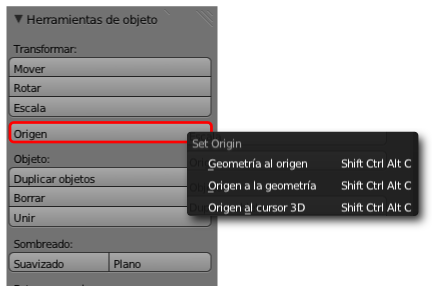 Herramientas de objeto
Transformar:
Mover
Rotar
Escala
Origen
Set Origin
Geometría al origen Shift Ctrl Alt C
Origen a la geometría Shift Ctrl Alt C
Origen al cursor 3D Shift Ctrl Alt C
Objeto:
Duplicar objetos
Borrar
Unir
Sombreado:
Suavizado Plano